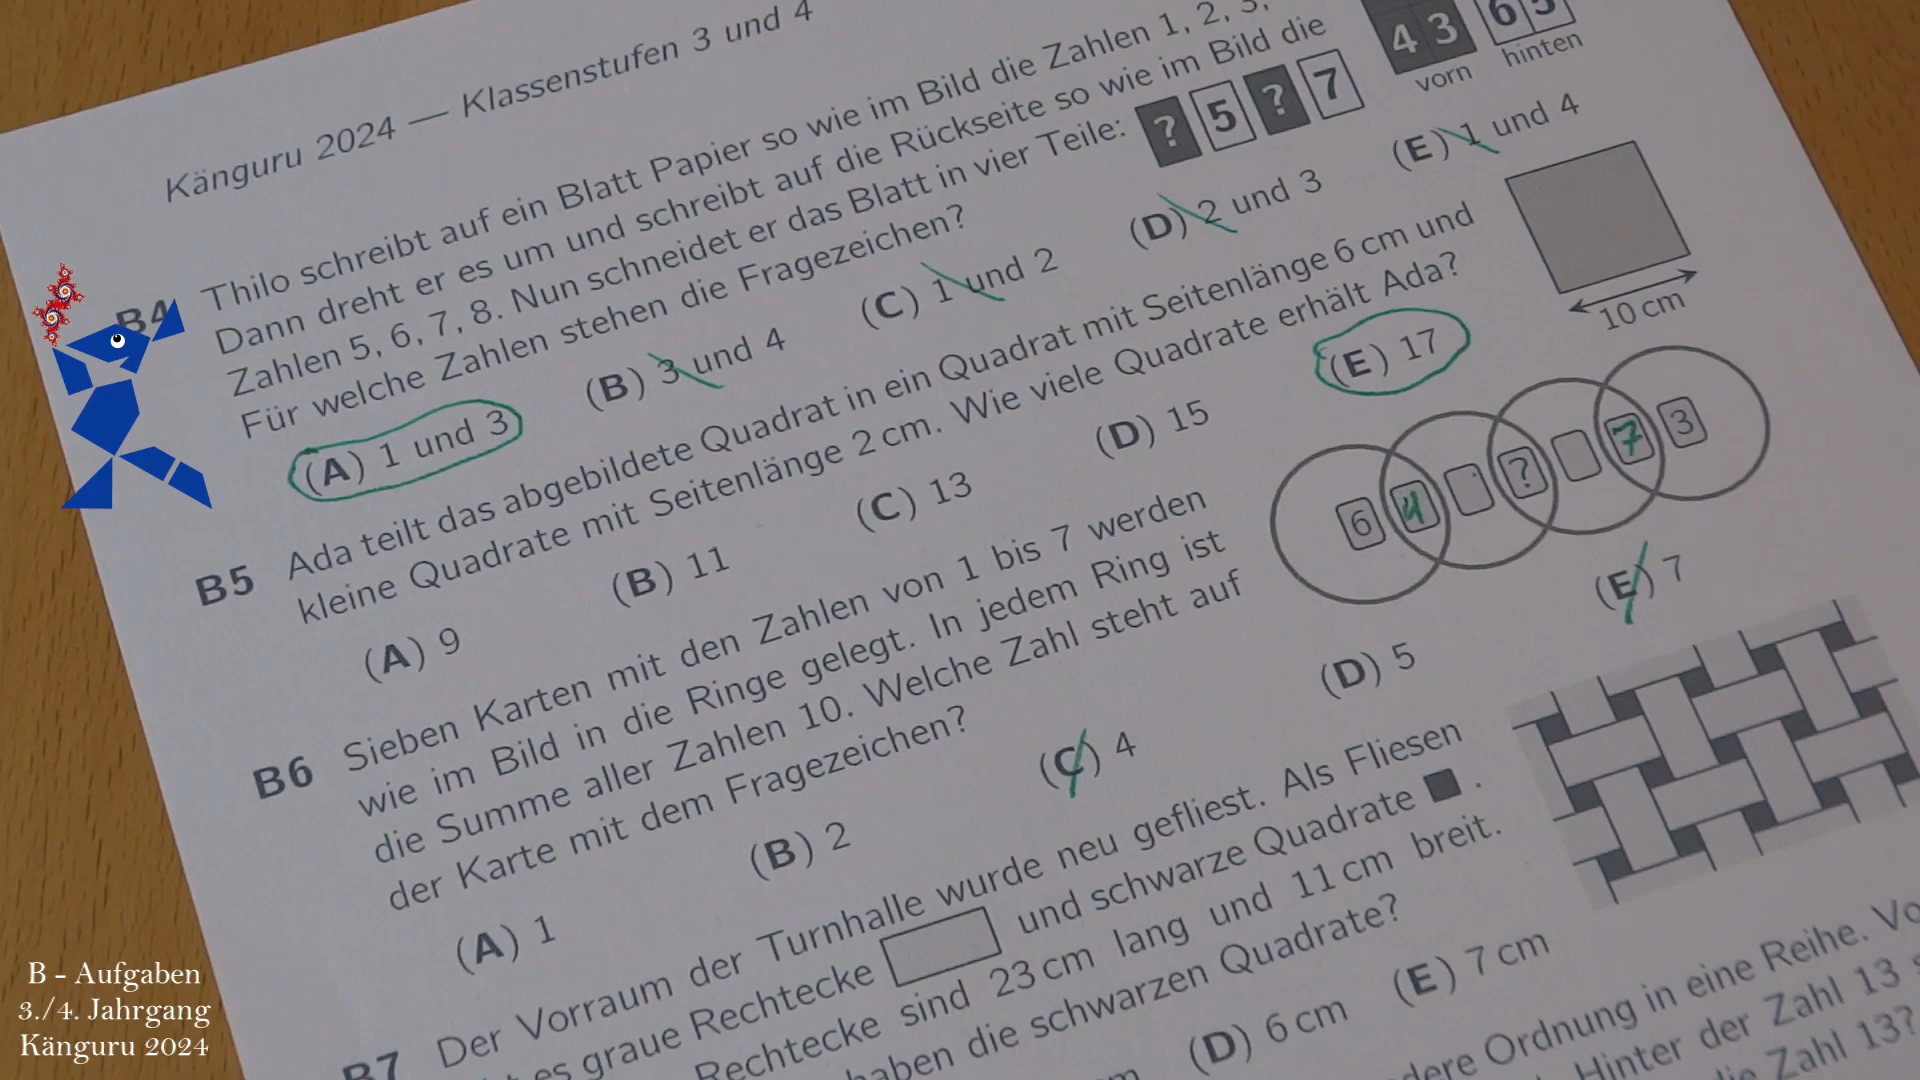 Känguru 2024 — Klassenstufen 3 und 4
B4 Thilo schreibt auf ein Blatt Papier so wie im Bild die Zahlen 1, 2, 3,
Dann dreht er es um und schreibt auf die Rückseite so wie im Bild die
Zahlen 5, 6, 7, 8. Nun schneidet er das Blatt in vier Teile: ? 5 ? 7
Für welche Zahlen stehen die Fragezeichen?
4 3 6 5
vorn hinten
(A) 1 und 3 (B) 3 und 4 (C) 1 und 2 (D) 2 und 3 (E) 1 und 4
B5 Ada teilt das abgebildete Quadrat in ein Quadrat mit Seitenlänge 6 cm und
kleine Quadrate mit Seitenlänge 2 cm. Wie viele Quadrate erhält Ada?
10 cm
(A) 9 (B) 11 (C) 13 (D) 15 (E) 17
B6 Sieben Karten mit den Zahlen von 1 bis 7 werden
wie im Bild in die Ringe gelegt. In jedem Ring ist
die Summe aller Zahlen 10. Welche Zahl steht auf
der Karte mit dem Fragezeichen?
6 4 ? 7 3
(A) 1 (B) 2 (C) 4 (D) 5 (E) 7
B7 Der Vorraum der Turnhalle wurde neu gefliest. Als Fliesen
es graue Rechtecke und schwarze Quadrate .
Rechtecke sind 23 cm lang und 11 cm breit.
haben die schwarzen Quadrate?
(D) 6 cm (E) 7 cm
Ordnung in eine Reihe.
Hinter der Zahl 13
Zahl 13?
B - Aufgaben
3./4. Jahrgang
Känguru 2024